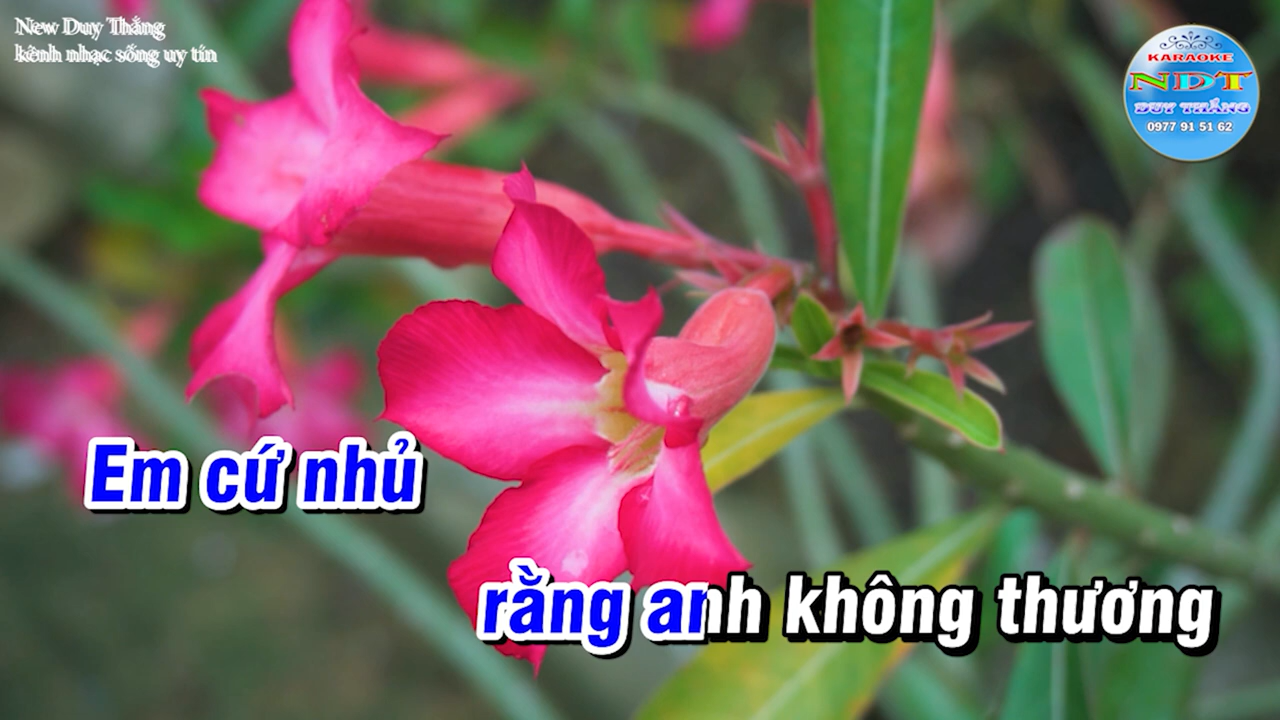 New Duy Thắng
kênh nhạc sống uy tín
KARAOKE
NDT
DUY THẮNG
0977 91 51 62
Em cứ nhủ
rằng anh không thương